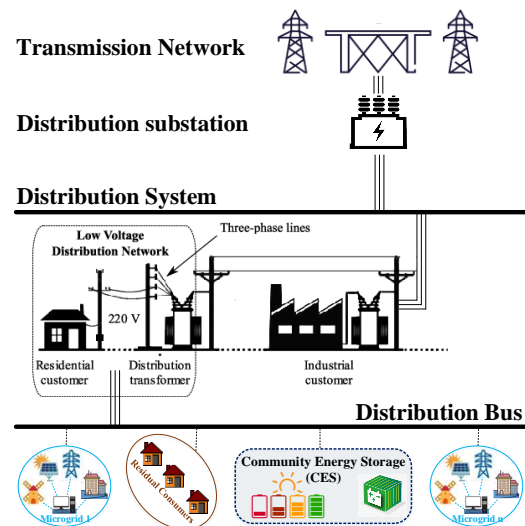 Transmission Network
Distribution substation
Distribution System
Low Voltage
Distribution Network
Three-phase lines
220 V
Residential
customer
Distribution
transformer
Industrial
customer
Distribution Bus
Microgrid 1
Residual Consumers
Community Energy Storage
(CES)
Microgrid n